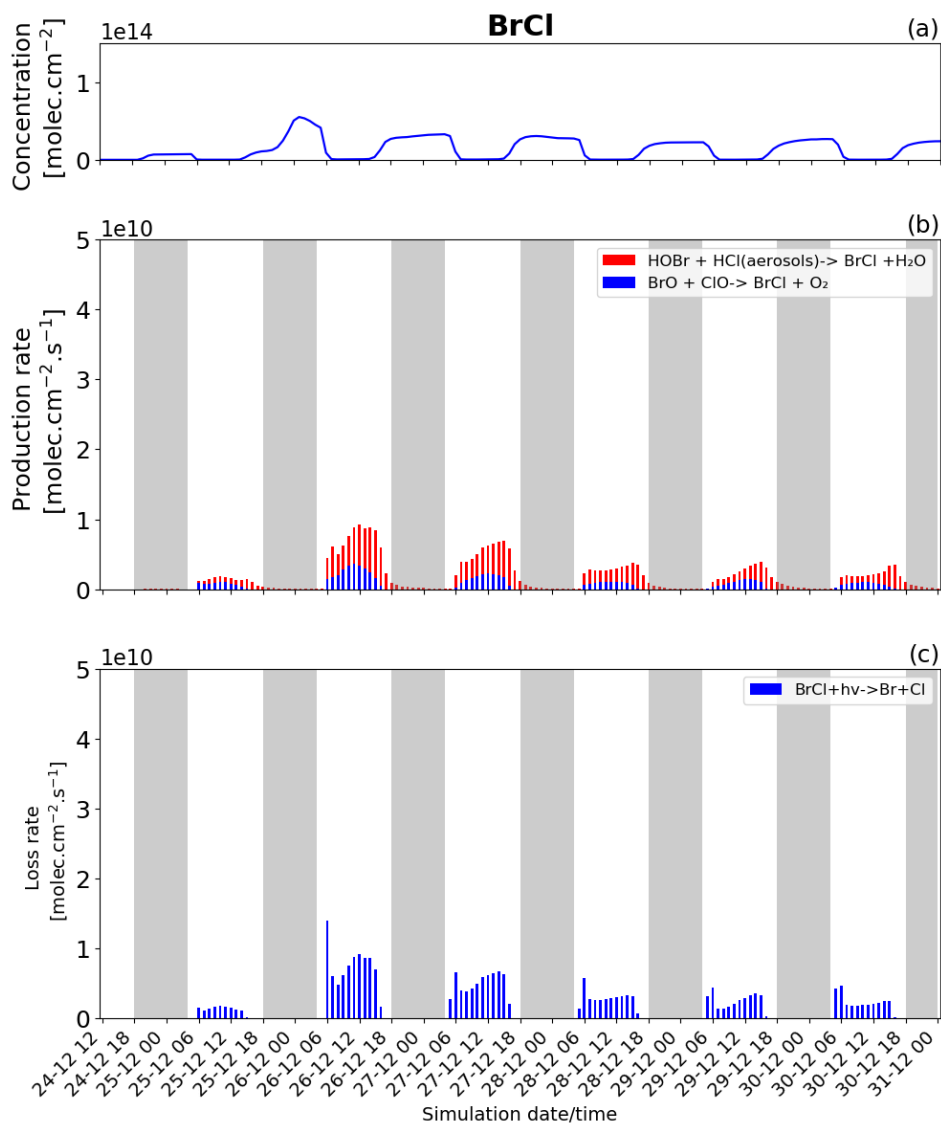 BrCl
(a)
1e14
Concentration
[molec.cm⁻²]
1
0
(b)
1e10
Production rate
[molec.cm⁻².s⁻¹]
5
4
3
2
1
0
HOBr + HCl(aerosols)-> BrCl +H₂O
BrO + ClO-> BrCl + O₂
(c)
1e10
Loss rate
[molec.cm⁻².s⁻¹]
5
4
3
2
1
0
BrCl+hv->Br+Cl
24-12 12
24-12 18
25-12 00
25-12 06
25-12 12
25-12 18
26-12 00
26-12 06
26-12 12
26-12 18
27-12 00
27-12 06
27-12 12
27-12 18
28-12 00
28-12 06
28-12 12
28-12 18
29-12 00
29-12 06
29-12 12
29-12 18
30-12 00
30-12 06
30-12 12
30-12 18
31-12 00
Simulation date/time